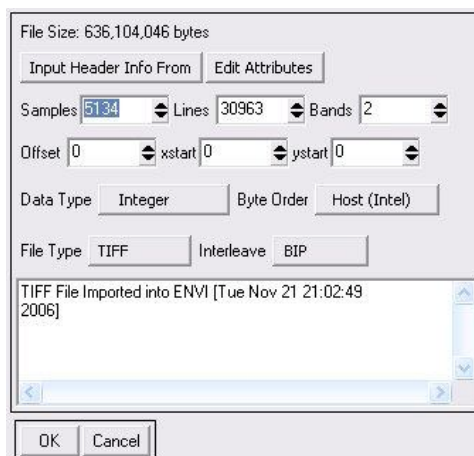 File Size: 636,104,046 bytes
Input Header Info From Edit Attributes
Samples 5134 Lines 30963 Bands 2
Offset 0 xstart 0 ystart 0
Data Type Integer Byte Order Host (Intel)
File Type TIFF Interleave BIP
TIFF File Imported into ENVI [Tue Nov 21 21:02:49
2006]
OK Cancel